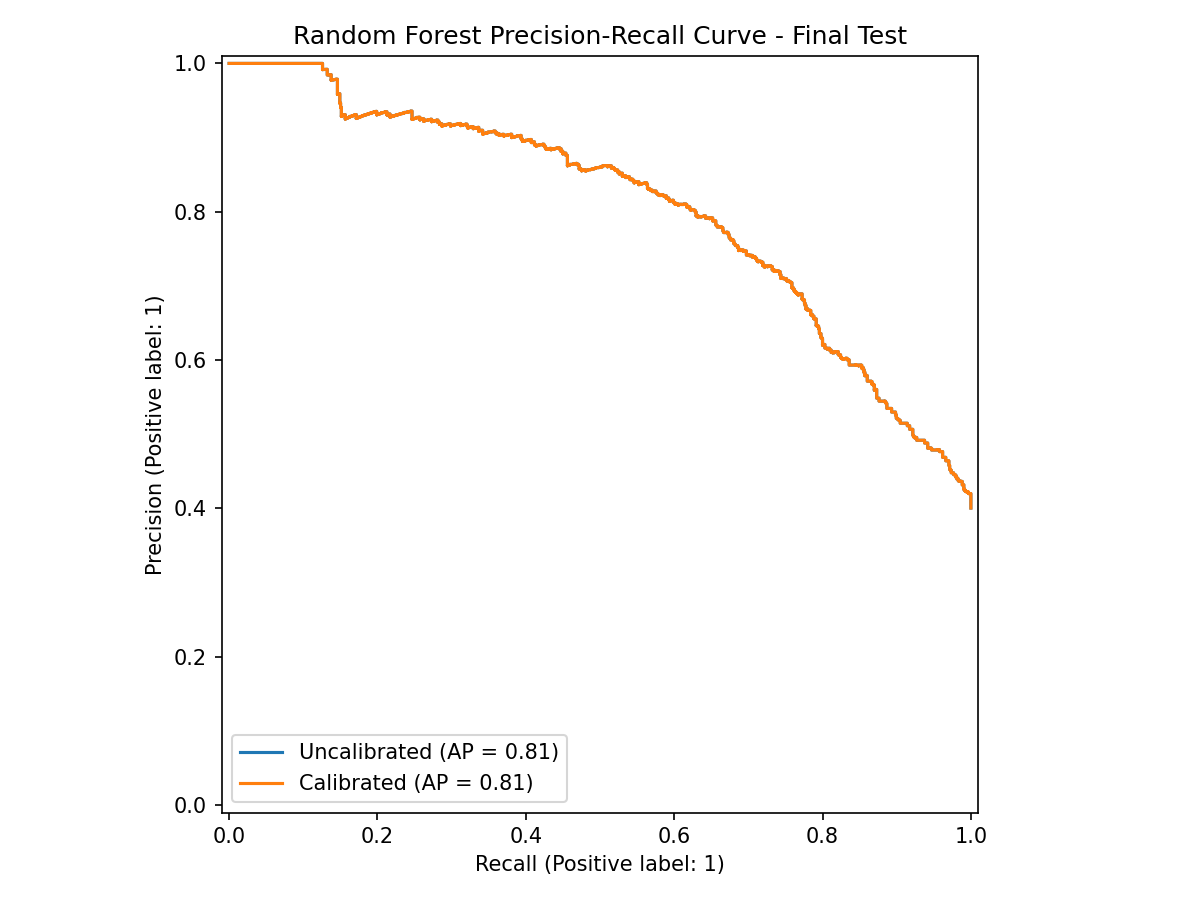 Random Forest Precision-Recall Curve - Final Test
1.0
0.8
0.6
0.4
0.2
0.0
Precision (Positive label: 1)
Uncalibrated (AP = 0.81)
Calibrated (AP = 0.81)
0.0 0.2 0.4 0.6 0.8 1.0
Recall (Positive label: 1)